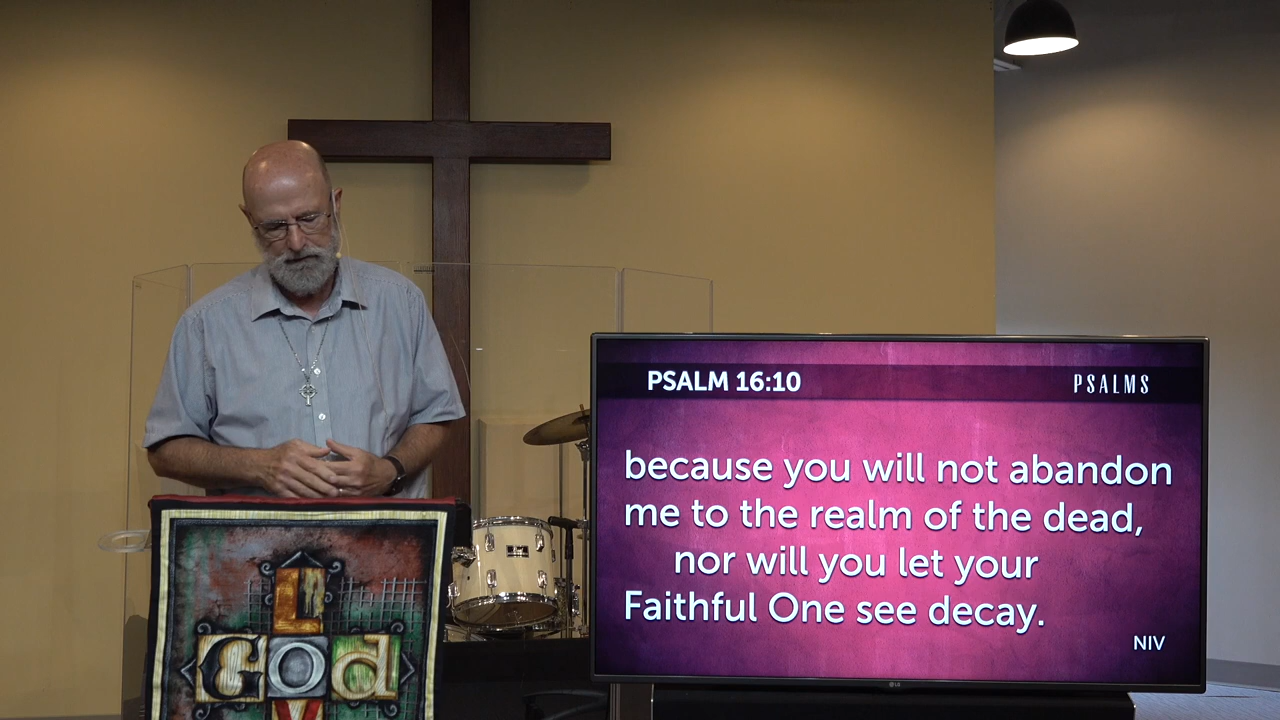 PSALM 16:10
PSALMS
because you will not abandon
me to the realm of the dead,
nor will you let your
Faithful One see decay.
NIV
LG
L
God
V